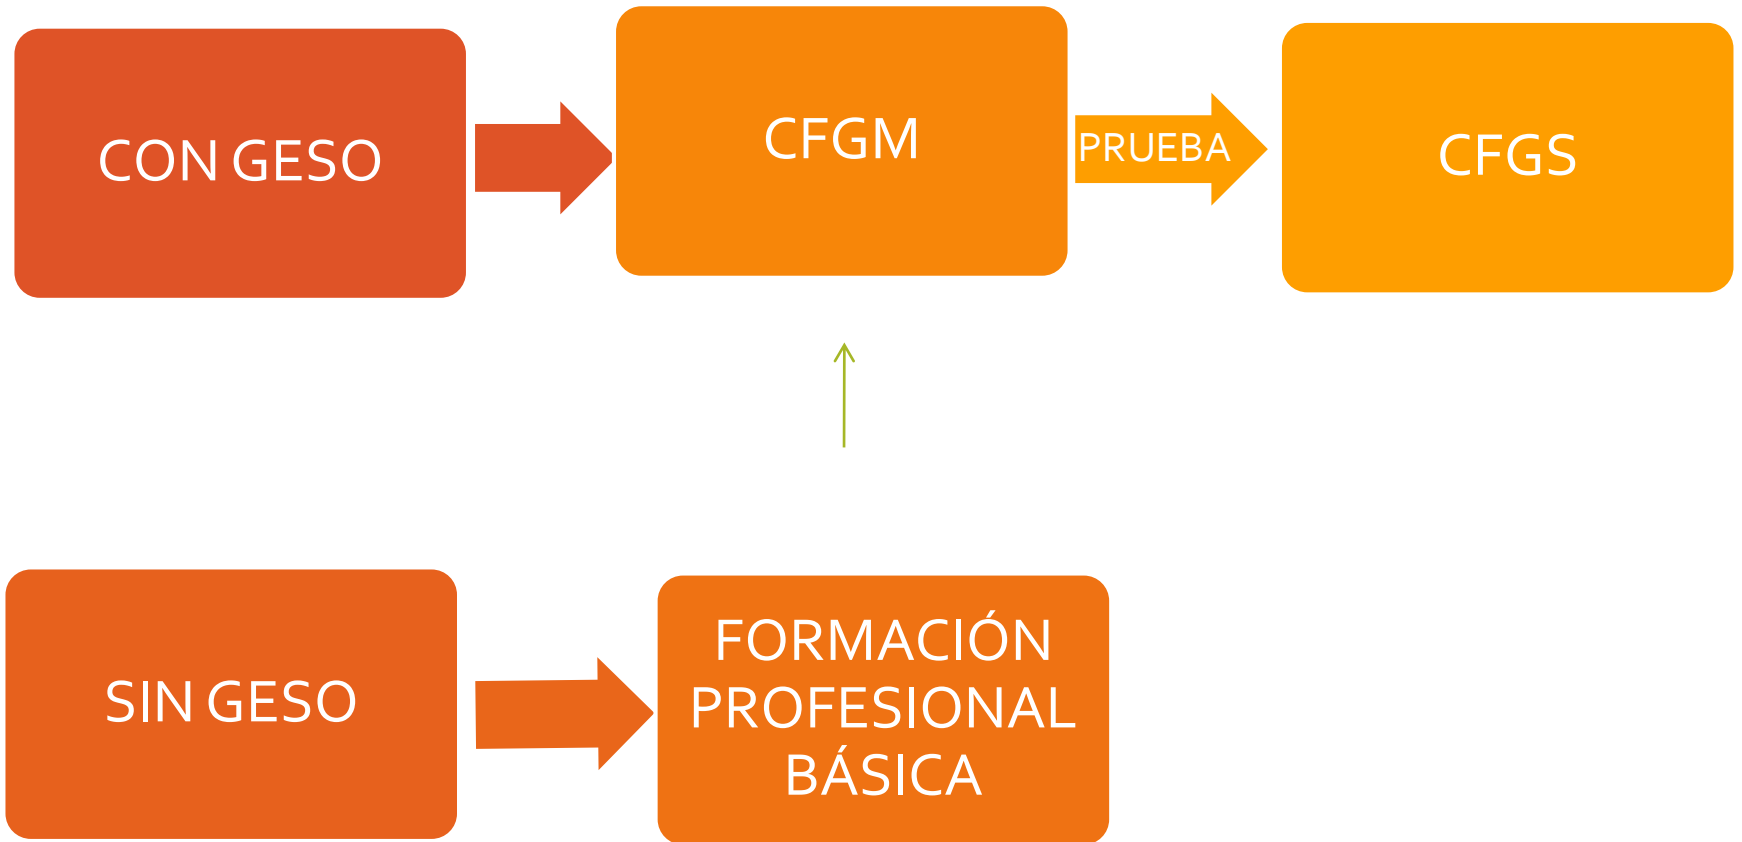 CON GESO
CFGM
PRUEBA
CFGS
SIN GESO
FORMACIÓN
PROFESIONAL
BÁSICA